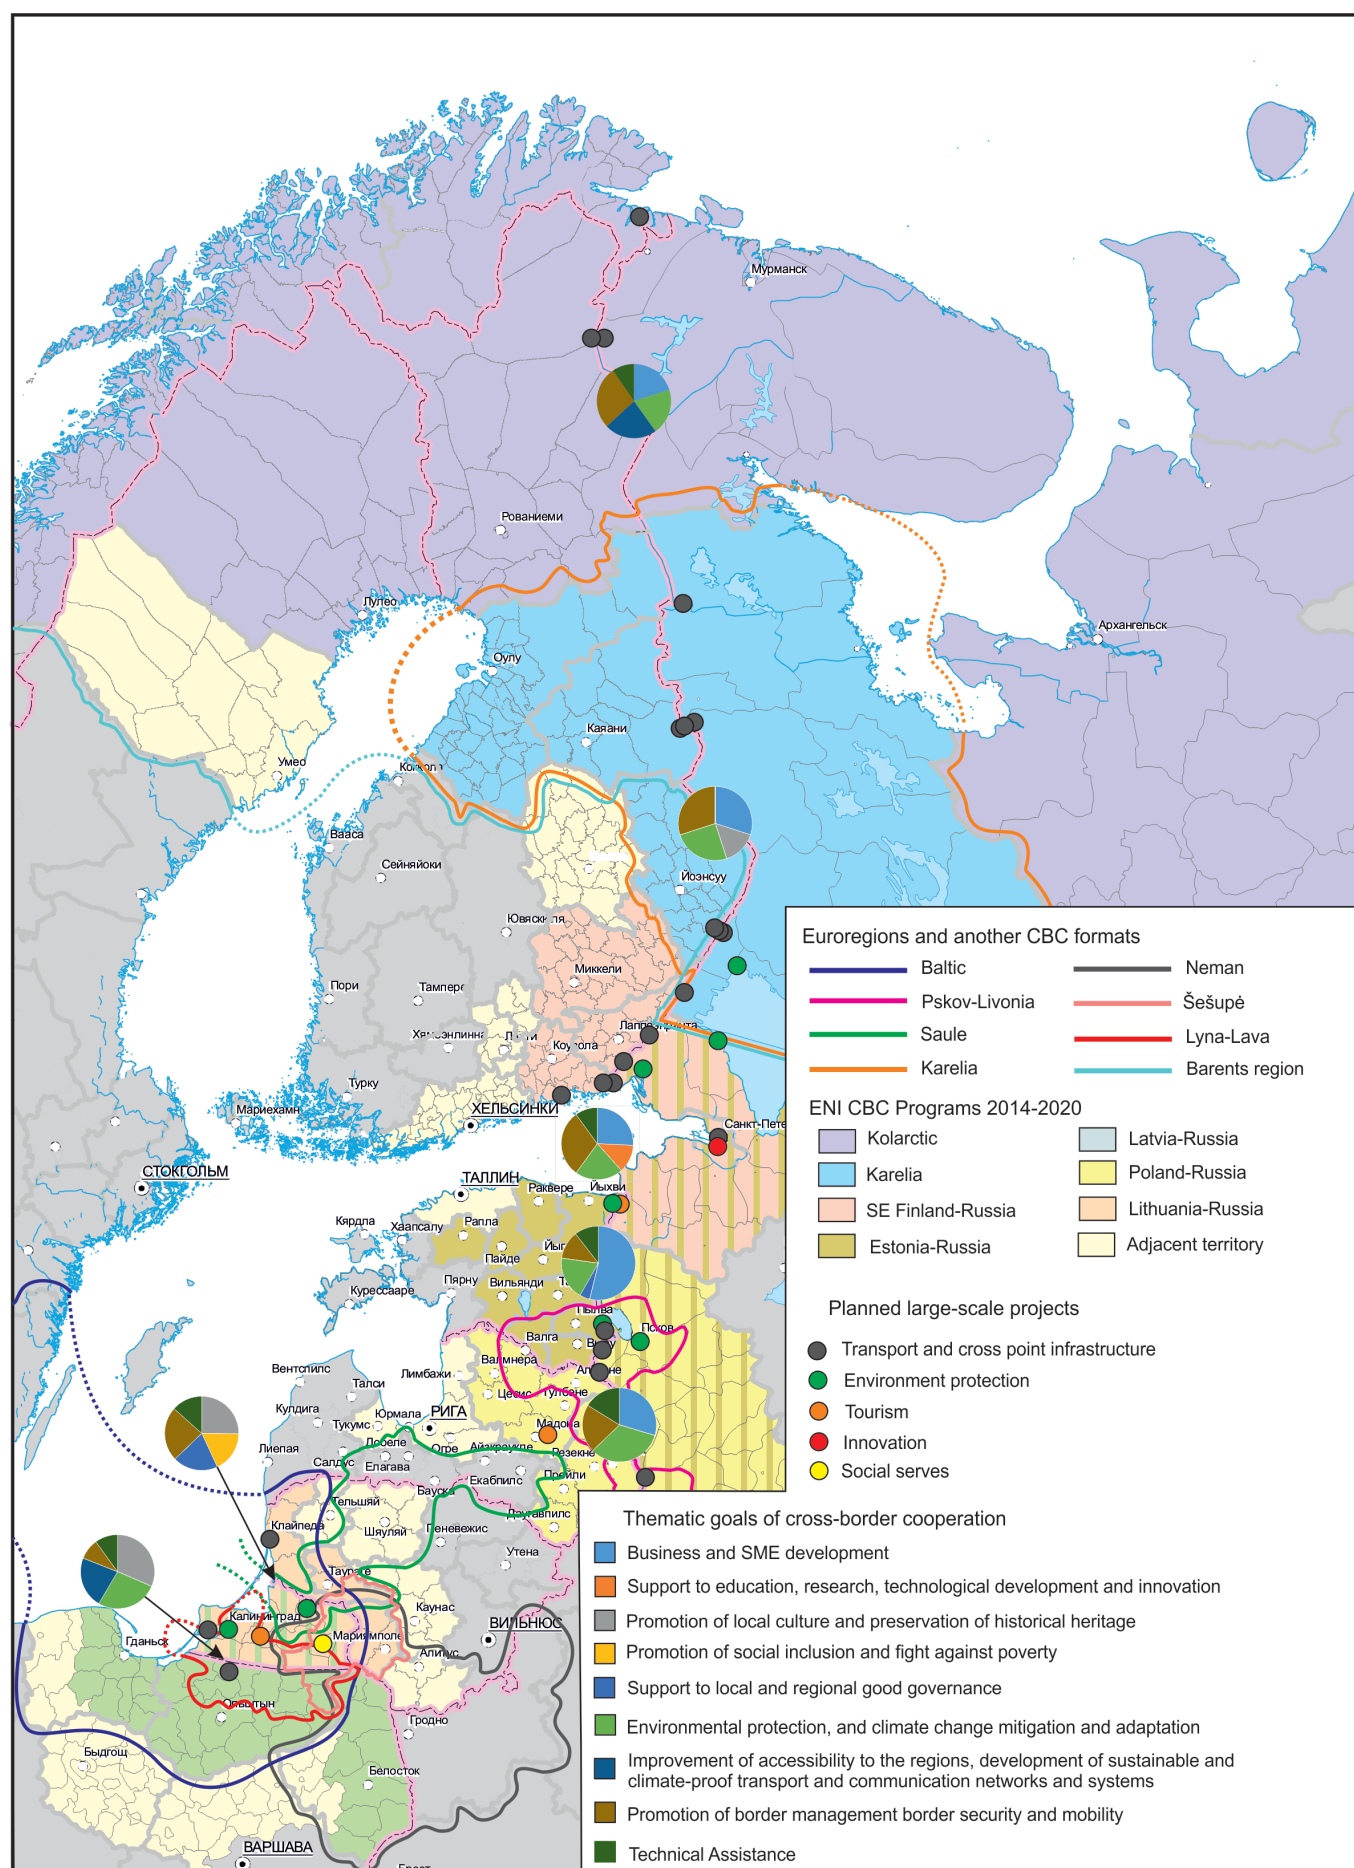 Мурманск
Рованиеми
Лулео
Архангельск
Оулу
Каяани
Умео
Вааса
Сейняйоки
Йоэнсуу
Миккели
Пори
Тампере
Турку
Мариехамн
ХЕЛЬСИНКИ
СТОКГОЛЬМ
ТАЛЛИН
Раквере
Йыхви
Кярдла
Хаапсалу
Рапла
Пайде
Пярну
Вильянди
Курессааре
Валга
Псков
Валмиера
Вентспилс
Талси
Лимбажи
Цесис
Кулдига
Тукумс
Юрмала
РИГА
Мадона
Лиепая
Салдус
Добеле
Елагава
Огре
Айзкраукле
Резекне
Екабпилс
Прейли
Бауска
Даугавпилс
Тельшяй
Клайпеда
Шяуляй
Паневежис
Утена
Таураге
Каунас
Калининград
ВИЛЬНЮС
Мариямполе
Гданьск
Алитус
Ольштын
Гродно
Быдгощ
Белосток
ВАРШАВА
Euroregions and another CBC formats
Baltic
Neman
Pskov-Livonia
Šešupė
Saule
Lyna-Lava
Karelia
Barents region
ENI CBC Programs 2014-2020
Kolarctic
Latvia-Russia
Karelia
Poland-Russia
SE Finland-Russia
Lithuania-Russia
Estonia-Russia
Adjacent territory
Planned large-scale projects
Transport and cross point infrastructure
Environment protection
Tourism
Innovation
Social serves
Thematic goals of cross-border cooperation
Business and SME development
Support to education, research, technological development and innovation
Promotion of local culture and preservation of historical heritage
Promotion of social inclusion and fight against poverty
Support to local and regional good governance
Environmental protection, and climate change mitigation and adaptation
Improvement of accessibility to the regions, development of sustainable and
climate-proof transport and communication networks and systems
Promotion of border management border security and mobility
Technical Assistance